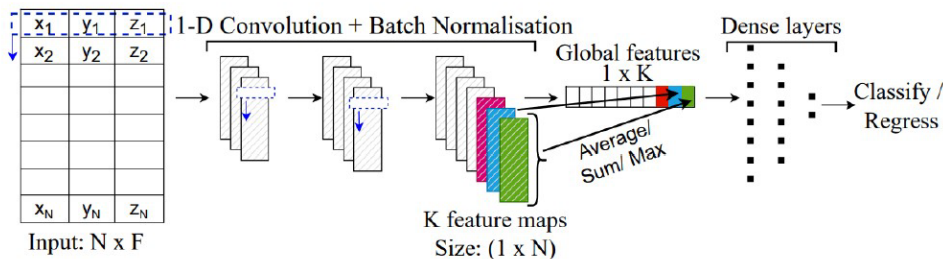 x1 y1 z1
x2 y2 z2
xN yN zN
Input: N x F
1-D Convolution + Batch Normalisation
K feature maps
Size: (1 x N)
Global features
1 x K
Average/
Sum/ Max
Dense layers
Classify /
Regress